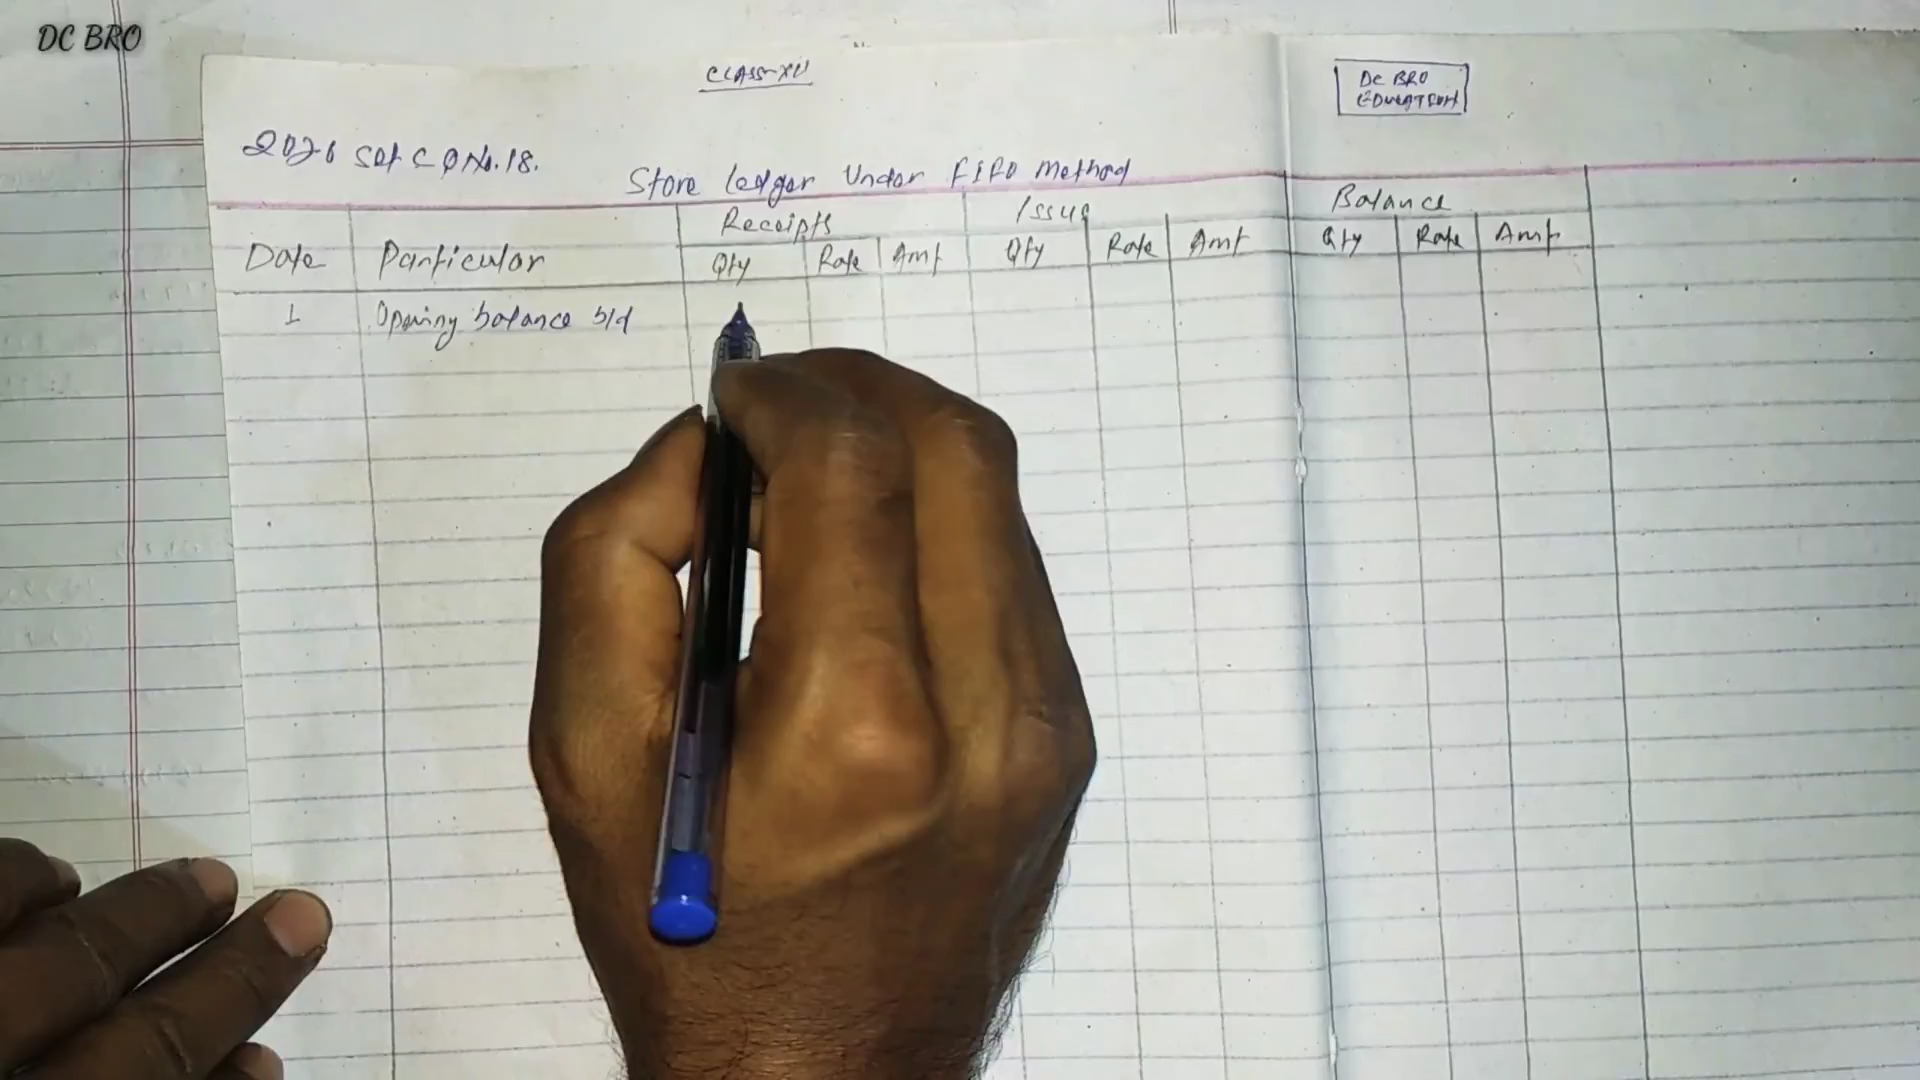 DC BRO
CLASS-XII
DC BRO
EDUCATION
2026 Set C Q No. 18.
Store ledger Under FIFO Method
Date Particular Receipts Issue Balance
Qty Rate Amt Qty Rate Amt Qty Rate Amt
1 Opening balance b/d